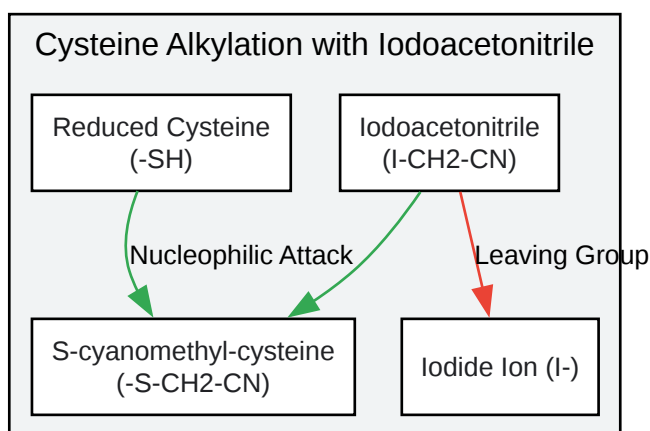 Cysteine Alkylation with Iodoacetonitrile
Reduced Cysteine
(-SH)
Iodoacetonitrile
(I-CH2-CN)
Nucleophilic Attack
Leaving Group
S-cyanomethyl-cysteine
(-S-CH2-CN)
Iodide Ion (I-)